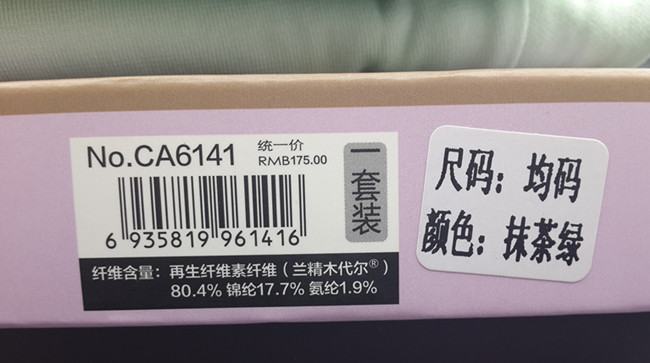 No.CA6141
统一价
RMB175.00
一套装
6 935819 961416
纤维含量：再生纤维素纤维（兰精木代尔®）
80.4% 锦纶17.7% 氨纶1.9%
尺码：均码
颜色：抹茶绿